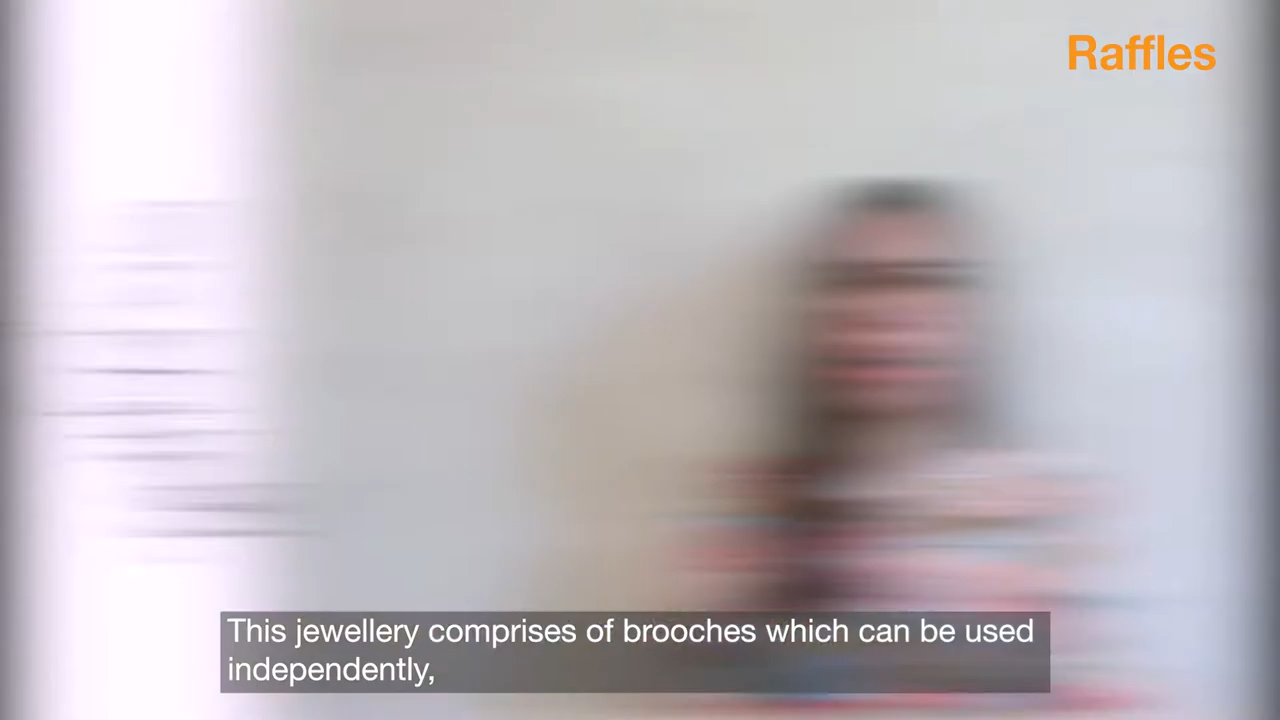 Raffles
This jewellery comprises of brooches which can be used
independently,